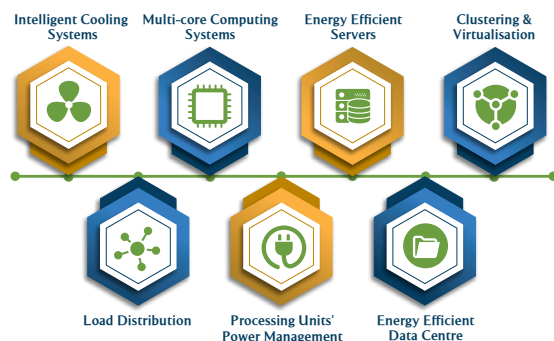 Intelligent Cooling
Systems
Multi-core Computing
Systems
Energy Efficient
Servers
Clustering &
Virtualisation
Load Distribution
Processing Units'
Power Management
Energy Efficient
Data Centre